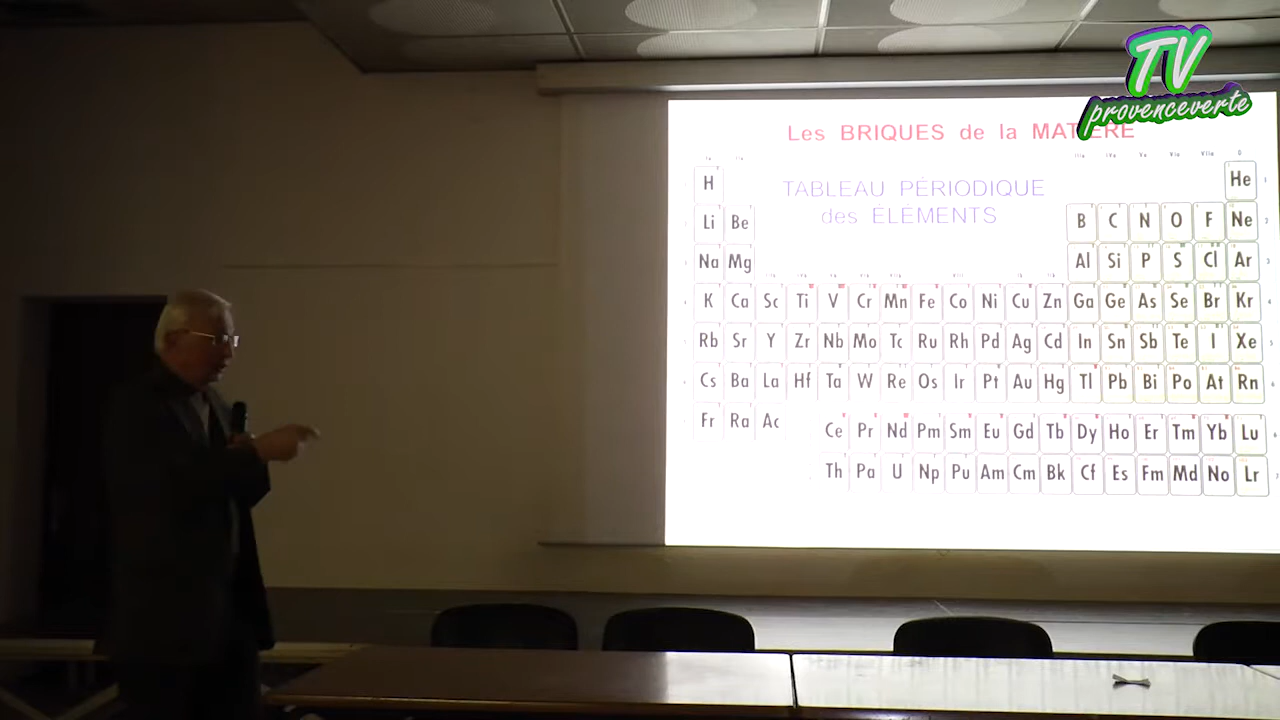 TV
provenceverte
Les BRIQUES de la MATIÈRE
TABLEAU PÉRIODIQUE
des ÉLÉMENTS
H He
Li Be B C N O F Ne
Na Mg Al Si P S Cl Ar
K Ca Sc Ti V Cr Mn Fe Co Ni Cu Zn Ga Ge As Se Br Kr
Rb Sr Y Zr Nb Mo Tc Ru Rh Pd Ag Cd In Sn Sb Te I Xe
Cs Ba La Hf Ta W Re Os Ir Pt Au Hg Tl Pb Bi Po At Rn
Fr Ra Ac
Ce Pr Nd Pm Sm Eu Gd Tb Dy Ho Er Tm Yb Lu
Th Pa U Np Pu Am Cm Bk Cf Es Fm Md No Lr